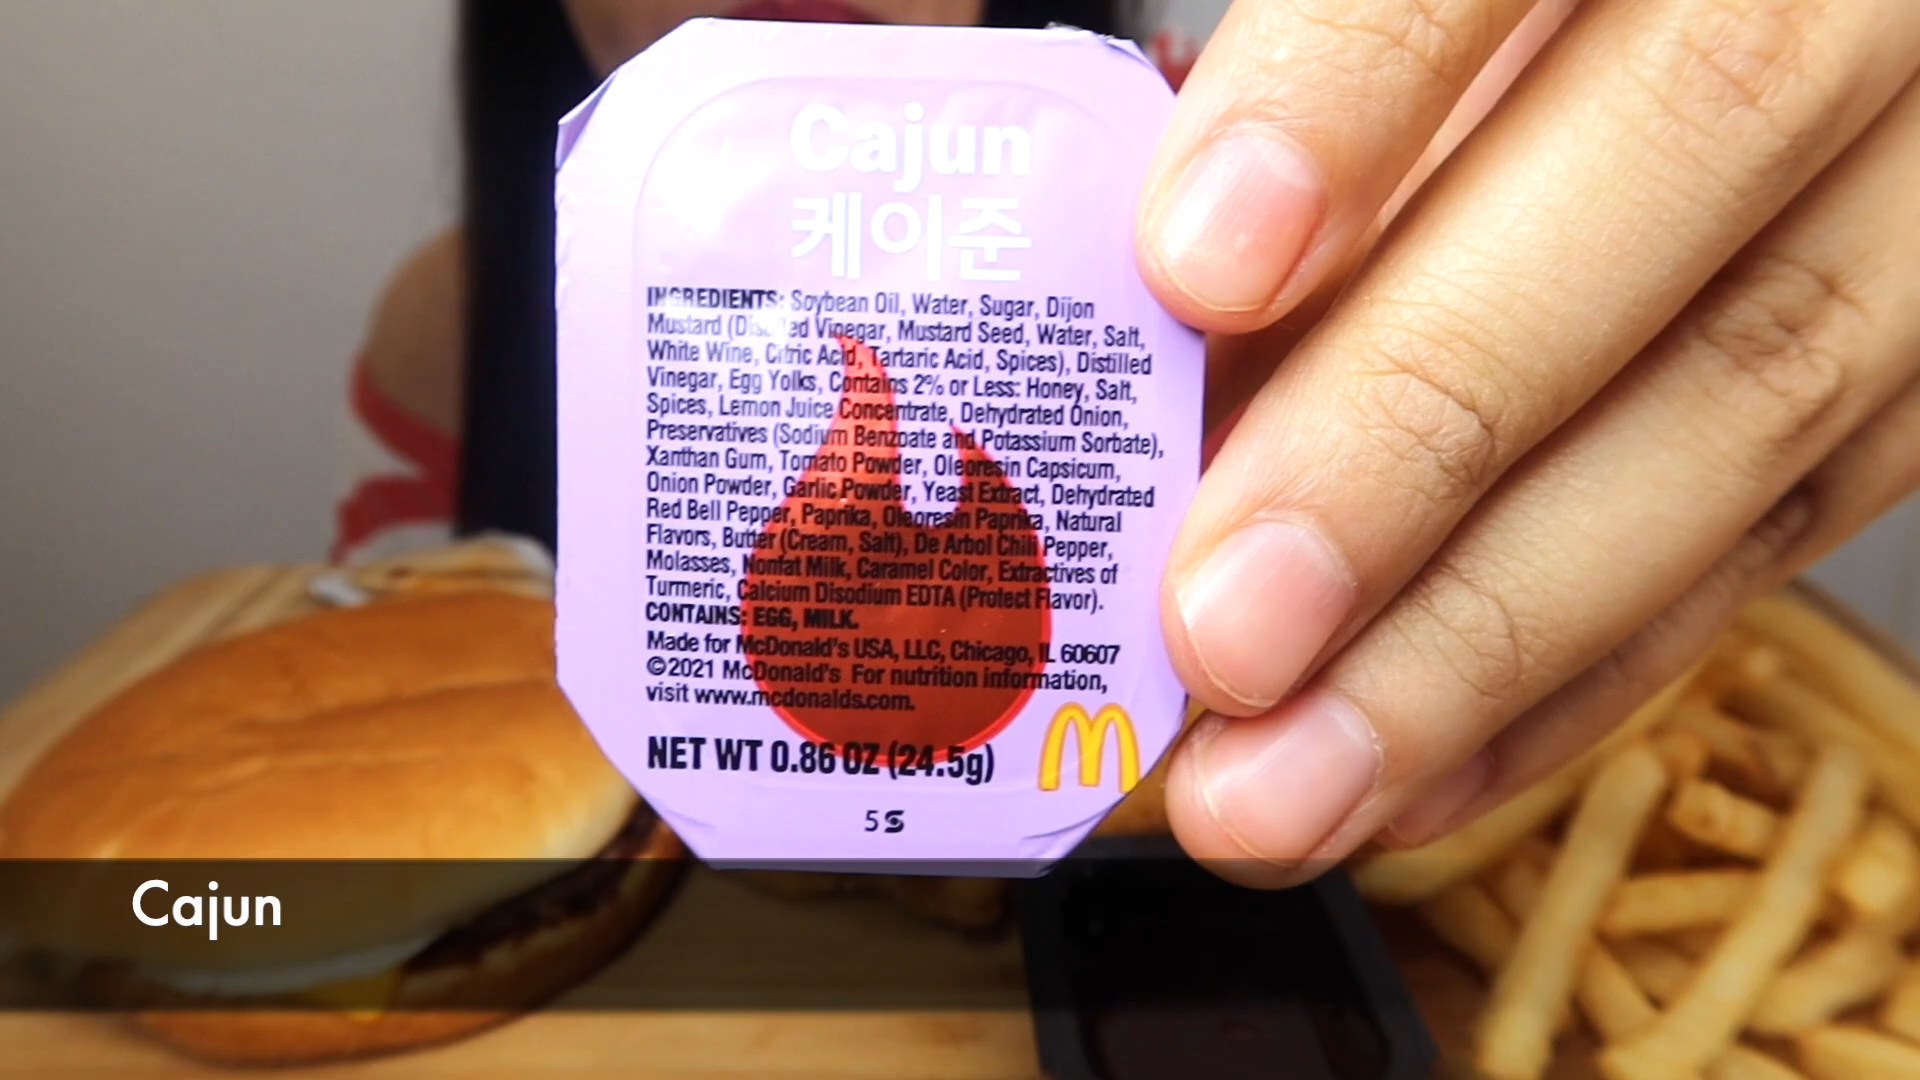 Cajun
케이준
INGREDIENTS: Soybean Oil, Water, Sugar, Dijon
Mustard (Distilled Vinegar, Mustard Seed, Water, Salt,
White Wine, Citric Acid, Tartaric Acid, Spices), Distilled
Vinegar, Egg Yolks, Contains 2% or Less: Honey, Salt,
Spices, Lemon Juice Concentrate, Dehydrated Onion,
Preservatives (Sodium Benzoate and Potassium Sorbate),
Xanthan Gum, Tomato Powder, Oleoresin Capsicum,
Onion Powder, Garlic Powder, Yeast Extract, Dehydrated
Red Bell Pepper, Paprika, Oleoresin Paprika, Natural
Flavors, Butter (Cream, Salt), De Arbol Chili Pepper,
Molasses, Nonfat Milk, Caramel Color, Extractives of
Turmeric, Calcium Disodium EDTA (Protect Flavor).
CONTAINS: EGG, MILK.
Made for McDonald's USA, LLC, Chicago, IL 60607
©2021 McDonald's For nutrition information,
visit www.mcdonalds.com.
NET WT 0.86 OZ (24.5g)
M
5
Cajun